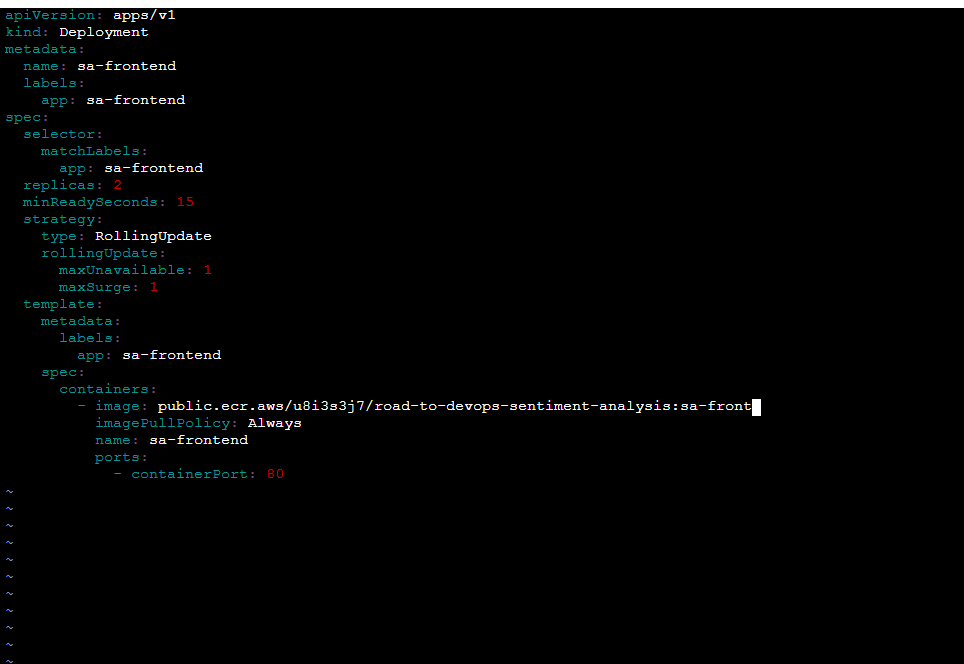 apiVersion: apps/v1
kind: Deployment
metadata:
  name: sa-frontend
  labels:
    app: sa-frontend
spec:
  selector:
    matchLabels:
      app: sa-frontend
  replicas: 2
  minReadySeconds: 15
  strategy:
    type: RollingUpdate
    rollingUpdate:
      maxUnavailable: 1
      maxSurge: 1
  template:
    metadata:
      labels:
        app: sa-frontend
    spec:
      containers:
        - image: public.ecr.aws/u8i3s3j7/road-to-devops-sentiment-analysis:sa-front
          imagePullPolicy: Always
          name: sa-frontend
          ports:
            - containerPort: 80
~
~
~
~
~
~
~
~
~
~
~